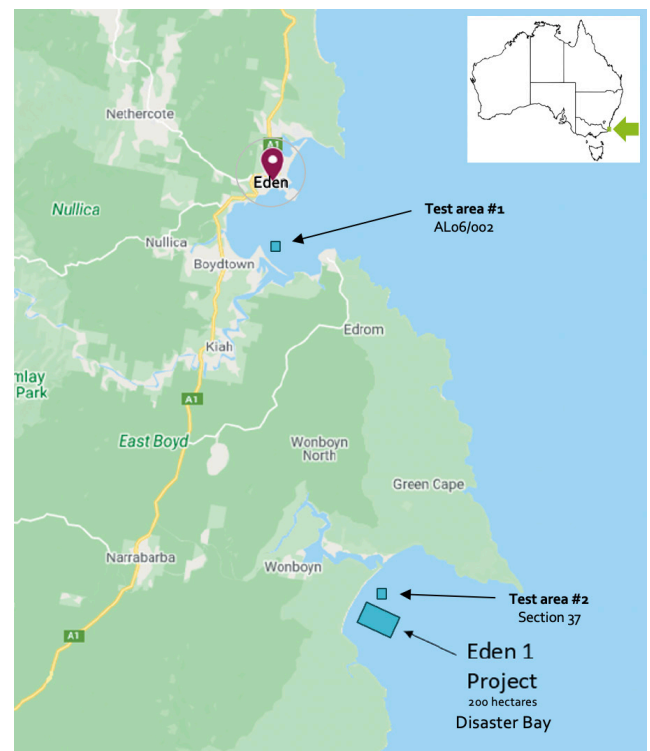 Nethercote
A1
Eden
Nullica
Test area #1
AL06/002
Nullica
Boydtown
Edrom
Kiah
mlay
Park
A1
East Boyd
Wonboyn
North
Green Cape
Narrabarba
Wonboyn
Test area #2
Section 37
A1
Eden 1
Project
200 hectares
Disaster Bay